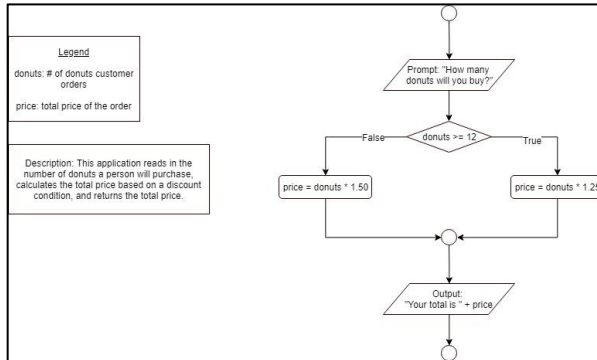 Legend
donuts: # of donuts customer
orders
price: total price of the order
Description: This application reads in the
number of donuts a person will purchase,
calculates the total price based on a discount
condition, and returns the total price.
Prompt: "How many
donuts will you buy?"
donuts >= 12
False
True
price = donuts * 1.50
price = donuts * 1.25
Output:
"Your total is " + price